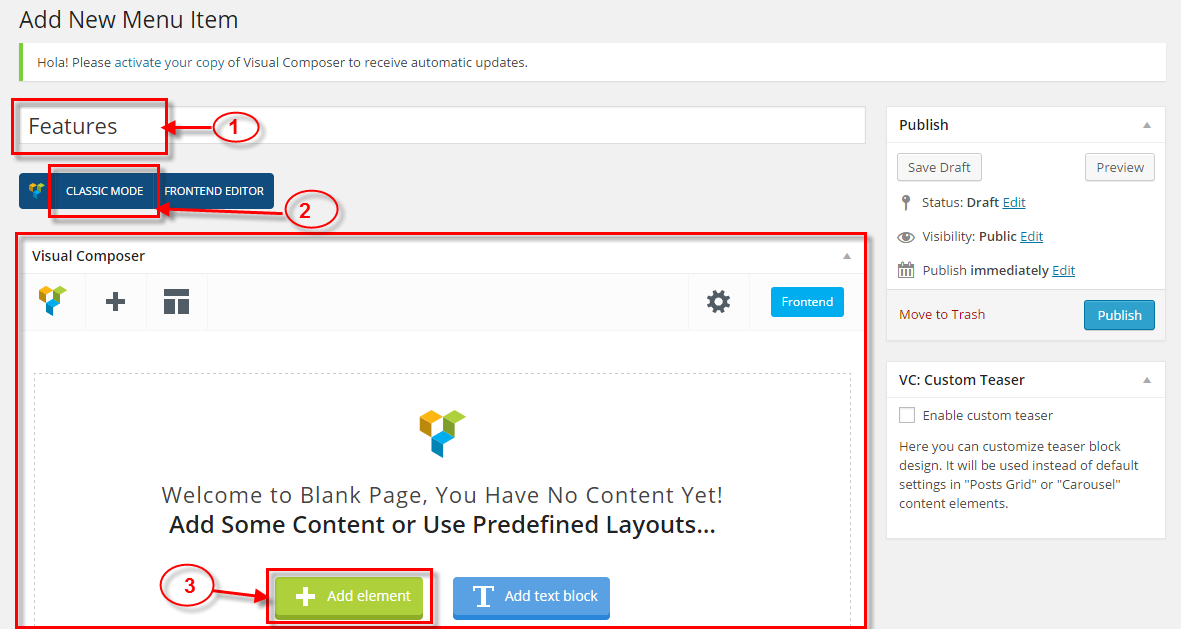 Add New Menu Item
Hola! Please activate your copy of Visual Composer to receive automatic updates.
Features
1
CLASSIC MODE
FRONTEND EDITOR
2
Visual Composer
Frontend
Welcome to Blank Page, You Have No Content Yet!
Add Some Content or Use Predefined Layouts...
3
Add element
T Add text block
Publish
Save Draft
Preview
Status: Draft Edit
Visibility: Public Edit
Publish immediately Edit
Move to Trash
Publish
VC: Custom Teaser
Enable custom teaser
Here you can customize teaser block
design. It will be used instead of default
settings in "Posts Grid" or "Carousel"
content elements.